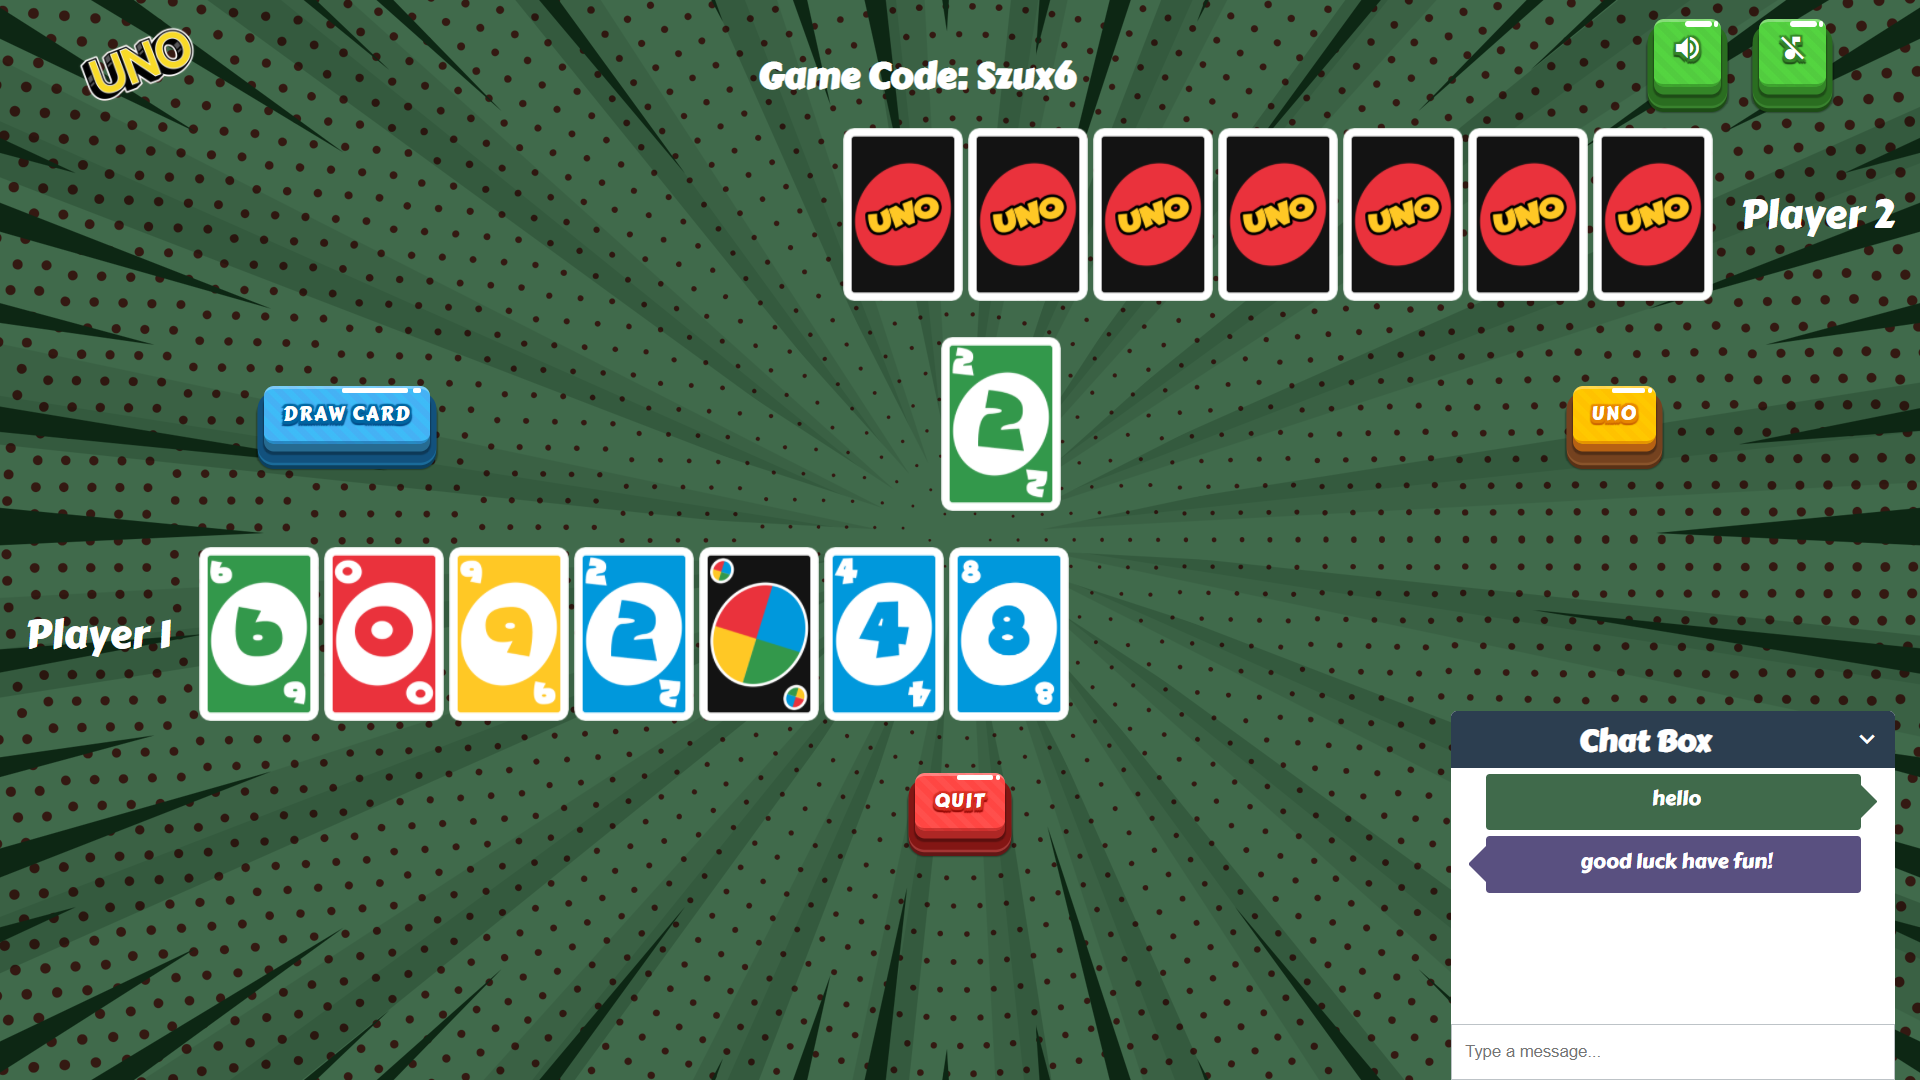 UNO
Game Code: Szux6
UNO
UNO
UNO
UNO
UNO
UNO
UNO
Player 2
2
2
2
DRAW CARD
UNO
Player 1
6
6
6
0
0
0
9
9
9
2
2
2
4
4
4
8
8
8
QUIT
Chat Box
hello
good luck have fun!
Type a message...